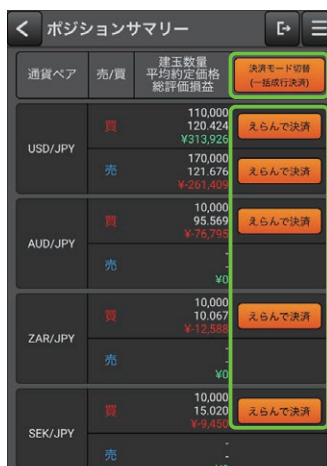 ポジションサマリー
通貨ペア
売/買
建玉数量
平均約定価格
総評価損益
決済モード切替
(一括成行決済)
USD/JPY
買
110,000
120.424
¥313,926
えらんで決済
売
170,000
121.676
¥-261,409
えらんで決済
AUD/JPY
買
10,000
95.569
¥-76,795
えらんで決済
売
-
-
¥0
ZAR/JPY
買
10,000
10.067
¥-12,588
えらんで決済
売
-
-
¥0
SEK/JPY
買
10,000
15.020
¥-9,450
えらんで決済
売
-
-